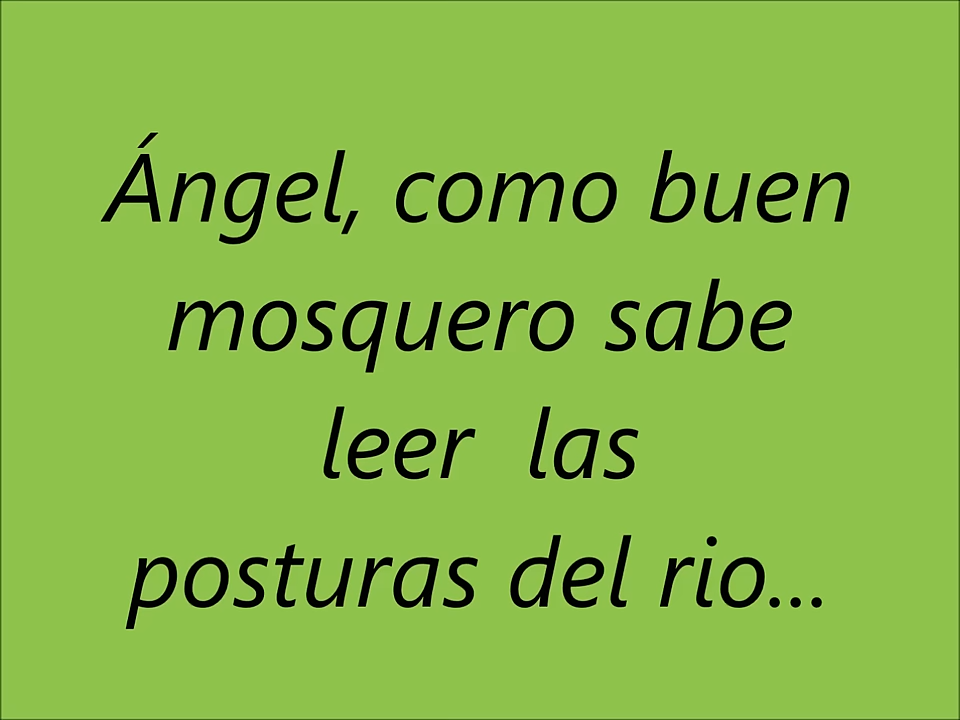 Ángel, como buen
mosquero sabe
leer  las
posturas del rio...